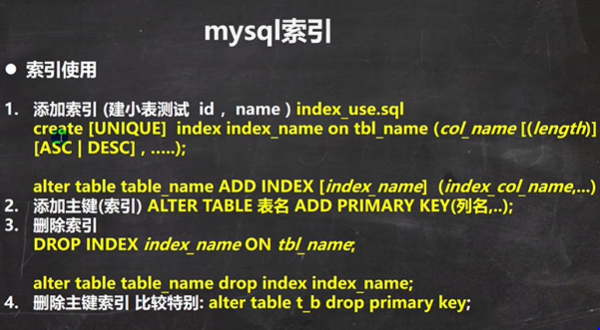 mysql索引
● 索引使用
1. 添加索引 (建小表测试 id , name ) index_use.sql
create [UNIQUE] index index_name on tbl_name (col_name [(length)]
[ASC | DESC] , .....);
alter table table_name ADD INDEX [index_name] (index_col_name,...)
2. 添加主键(索引) ALTER TABLE 表名 ADD PRIMARY KEY(列名,..);
3. 删除索引
DROP INDEX index_name ON tbl_name;
alter table table_name drop index index_name;
4. 删除主键索引 比较特别: alter table t_b drop primary key;